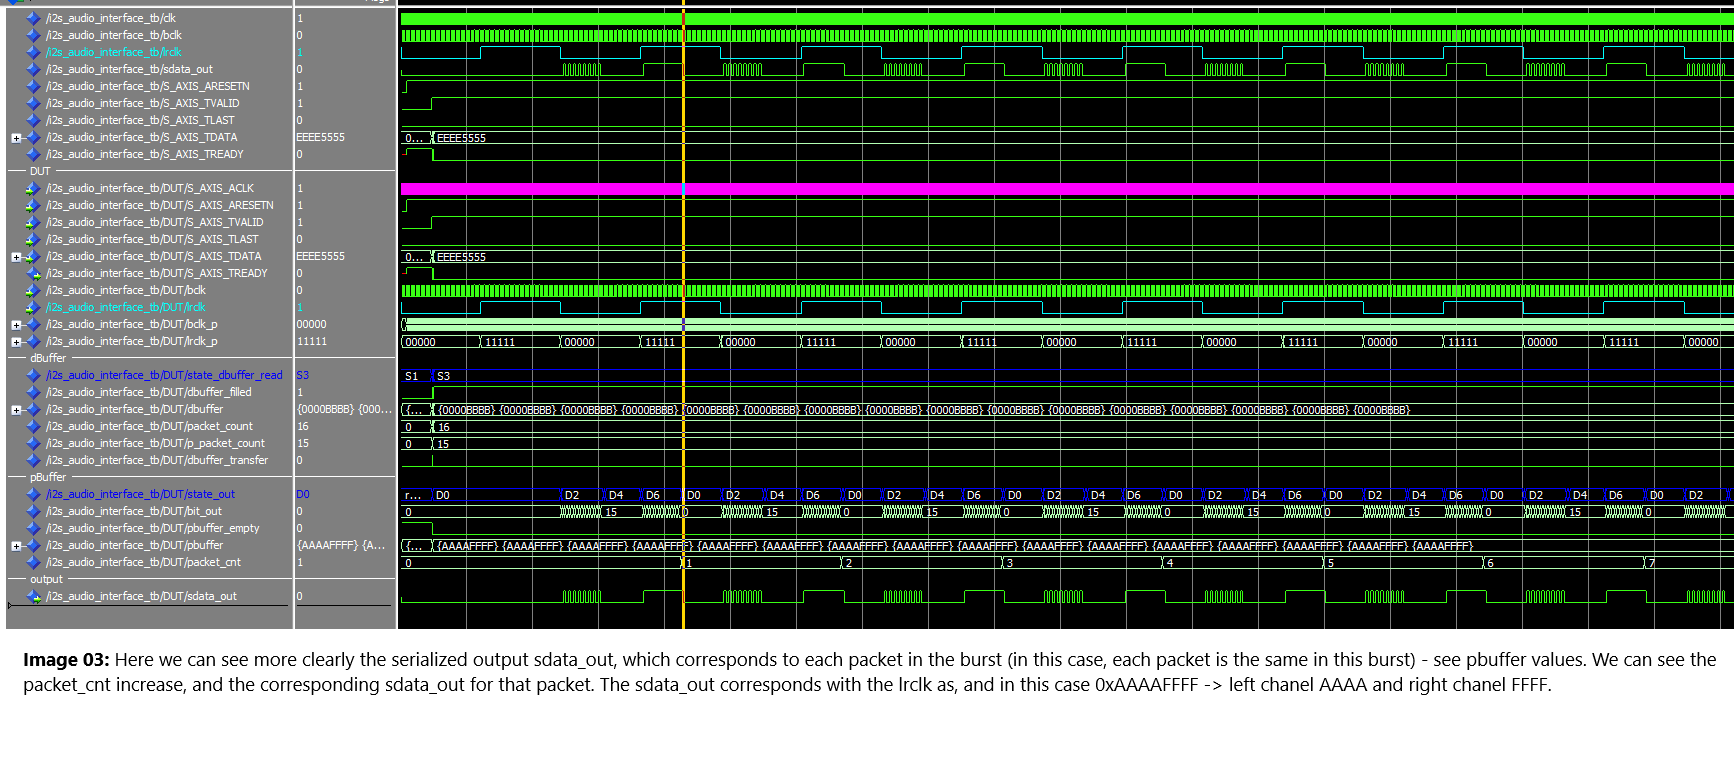 /i2s_audio_interface_tb/clk 1
/i2s_audio_interface_tb/bclk 0
/i2s_audio_interface_tb/lrclk 1
/i2s_audio_interface_tb/sdata_out 0
/i2s_audio_interface_tb/S_AXIS_ARESETN 1
/i2s_audio_interface_tb/S_AXIS_TVALID 1
/i2s_audio_interface_tb/S_AXIS_TLAST 0
/i2s_audio_interface_tb/S_AXIS_TDATA EEEE5555 0... EEEE5555
/i2s_audio_interface_tb/S_AXIS_TREADY 0
DUT
/i2s_audio_interface_tb/DUT/S_AXIS_ACLK 1
/i2s_audio_interface_tb/DUT/S_AXIS_ARESETN 1
/i2s_audio_interface_tb/DUT/S_AXIS_TVALID 1
/i2s_audio_interface_tb/DUT/S_AXIS_TLAST 0
/i2s_audio_interface_tb/DUT/S_AXIS_TDATA EEEE5555 0... EEEE5555
/i2s_audio_interface_tb/DUT/S_AXIS_TREADY 0
/i2s_audio_interface_tb/DUT/bclk 0
/i2s_audio_interface_tb/DUT/lrclk 1
/i2s_audio_interface_tb/DUT/bclk_p 00000
/i2s_audio_interface_tb/DUT/lrclk_p 11111 00000 11111 00000 11111 00000 11111 00000 11111 00000 11111 00000 11111 00000 11111 00000 11111 00000
dBuffer
/i2s_audio_interface_tb/DUT/state_dbuffer_read S3 S1 S3
/i2s_audio_interface_tb/DUT/dbuffer_filled 1
/i2s_audio_interface_tb/DUT/dbuffer {0000BBBB} {000... {... {0000BBBB} {0000BBBB} {0000BBBB} {0000BBBB} {0000BBBB} {0000BBBB} {0000BBBB} {0000BBBB} {0000BBBB} {0000BBBB} {0000BBBB} {0000BBBB} {0000BBBB} {0000BBBB} {0000BBBB} {0000BBBB}
/i2s_audio_interface_tb/DUT/packet_count 16 0 16
/i2s_audio_interface_tb/DUT/p_packet_count 15 0 15
/i2s_audio_interface_tb/DUT/dbuffer_transfer 0
pBuffer
/i2s_audio_interface_tb/DUT/state_out D0 r... D0 D2 D4 D6 D0 D2 D4 D6 D0 D2 D4 D6 D0 D2 D4 D6 D0 D2 D4 D6 D0 D2 D4 D6 D0 D2 D4 D6 D0 D2
/i2s_audio_interface_tb/DUT/bit_out 0 0 15 0 15 0 15 0 15 0 15 0 15 0 15 0
/i2s_audio_interface_tb/DUT/pbuffer_empty 0
/i2s_audio_interface_tb/DUT/pbuffer {AAAAFFFF} {A... {... {AAAAFFFF} {AAAAFFFF} {AAAAFFFF} {AAAAFFFF} {AAAAFFFF} {AAAAFFFF} {AAAAFFFF} {AAAAFFFF} {AAAAFFFF} {AAAAFFFF} {AAAAFFFF} {AAAAFFFF} {AAAAFFFF} {AAAAFFFF} {AAAAFFFF} {AAAAFFFF}
/i2s_audio_interface_tb/DUT/packet_cnt 1 0 1 2 3 4 5 6 7
output
/i2s_audio_interface_tb/DUT/sdata_out 0
Image 03: Here we can see more clearly the serialized output sdata_out, which corresponds to each packet in the burst (in this case, each packet is the same in this burst) - see pbuffer values. We can see the
packet_cnt increase, and the corresponding sdata_out for that packet. The sdata_out corresponds with the lrclk as, and in this case 0xAAAAFFFF -> left chanel AAAA and right chanel FFFF.